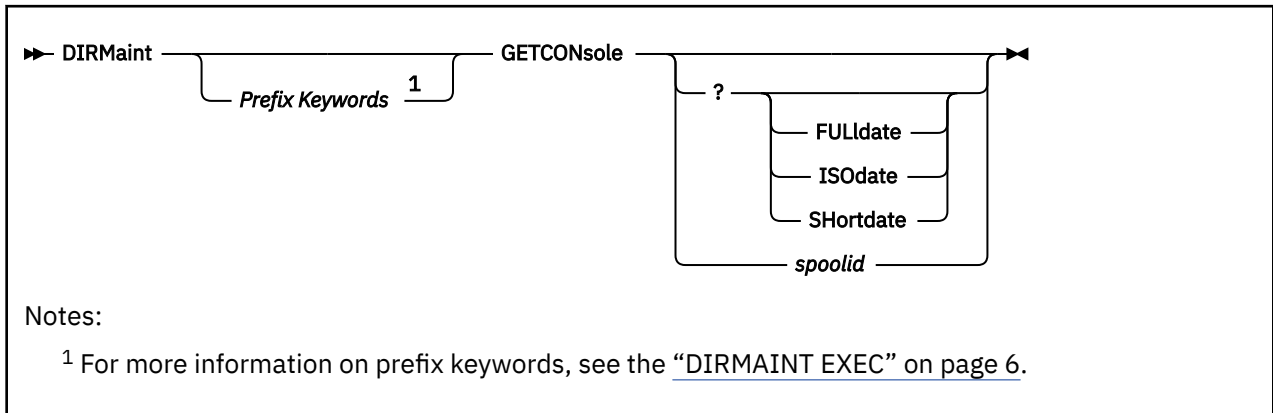 DIRMaint Prefix Keywords 1 GETCONsole ? FULldate ISOdate SHortdate spoolid
Notes:
1 For more information on prefix keywords, see the “DIRMAINT EXEC” on page 6.